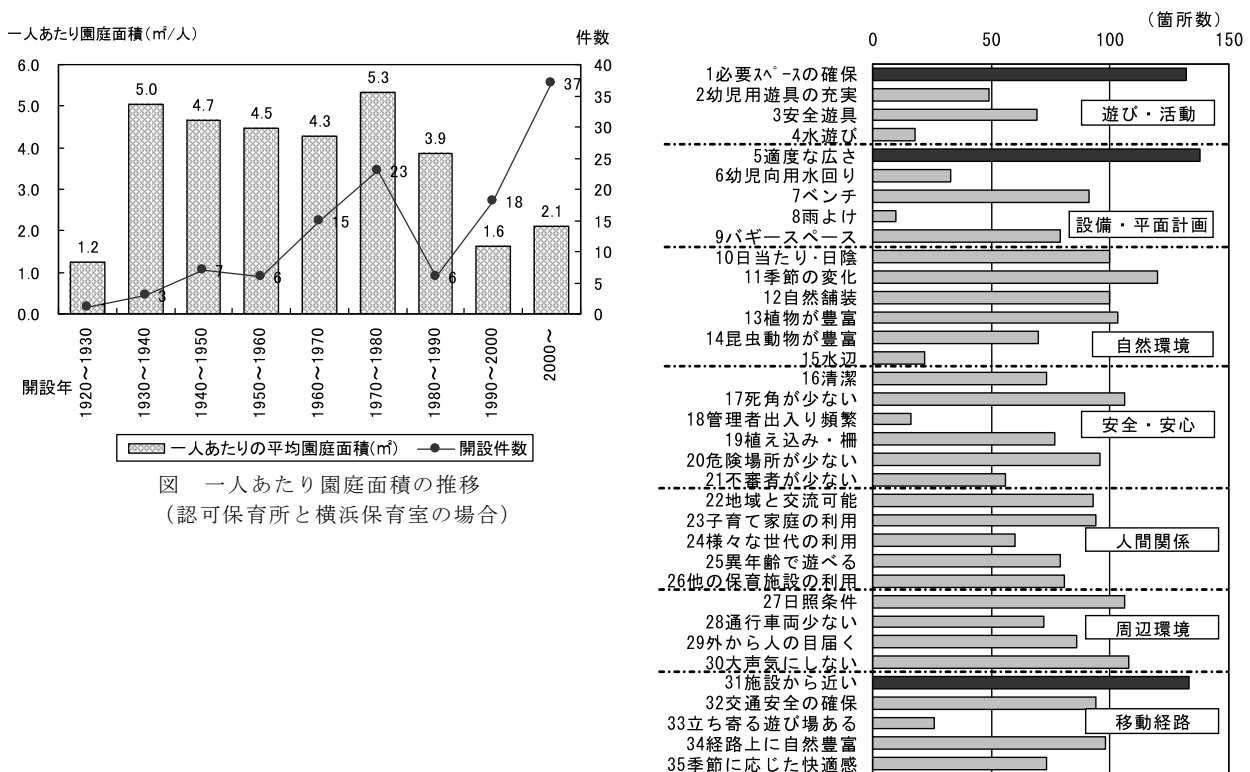 一人あたり園庭面積(㎡/人)
件数
6.0
5.0
4.0
3.0
2.0
1.0
0.0
40
35
30
25
20
15
10
5
0
1.2
5.0
4.7
4.5
4.3
5.3
3.9
1.6
2.1
1
3
7
6
15
23
6
18
37
開設年
1920～1930
1930～1940
1940～1950
1950～1960
1960～1970
1970～1980
1980～1990
1990～2000
2000～
一人あたりの平均園庭面積(㎡)
開設件数
図 一人あたり園庭面積の推移
（認可保育所と横浜保育室の場合）
（箇所数）
0 50 100 150
1必要ｽﾍﾟｰｽの確保
2幼児用遊具の充実
3安全遊具
4水遊び
遊び・活動
5適度な広さ
6幼児向用水回り
7ベンチ
8雨よけ
9バギースペース
設備・平面計画
10日当たり・日陰
11季節の変化
12自然舗装
13植物が豊富
14昆虫動物が豊富
15水辺
自然環境
16清潔
17死角が少ない
18管理者出入り頻繁
19植え込み・柵
20危険場所が少ない
21不審者が少ない
安全・安心
22地域と交流可能
23子育て家庭の利用
24様々な世代の利用
25異年齢で遊べる
26他の保育施設の利用
人間関係
27日照条件
28通行車両少ない
29外から人の目届く
30大声気にしない
周辺環境
31施設から近い
32交通安全の確保
33立ち寄る遊び場ある
34経路上に自然豊富
35季節に応じた快適感
移動経路